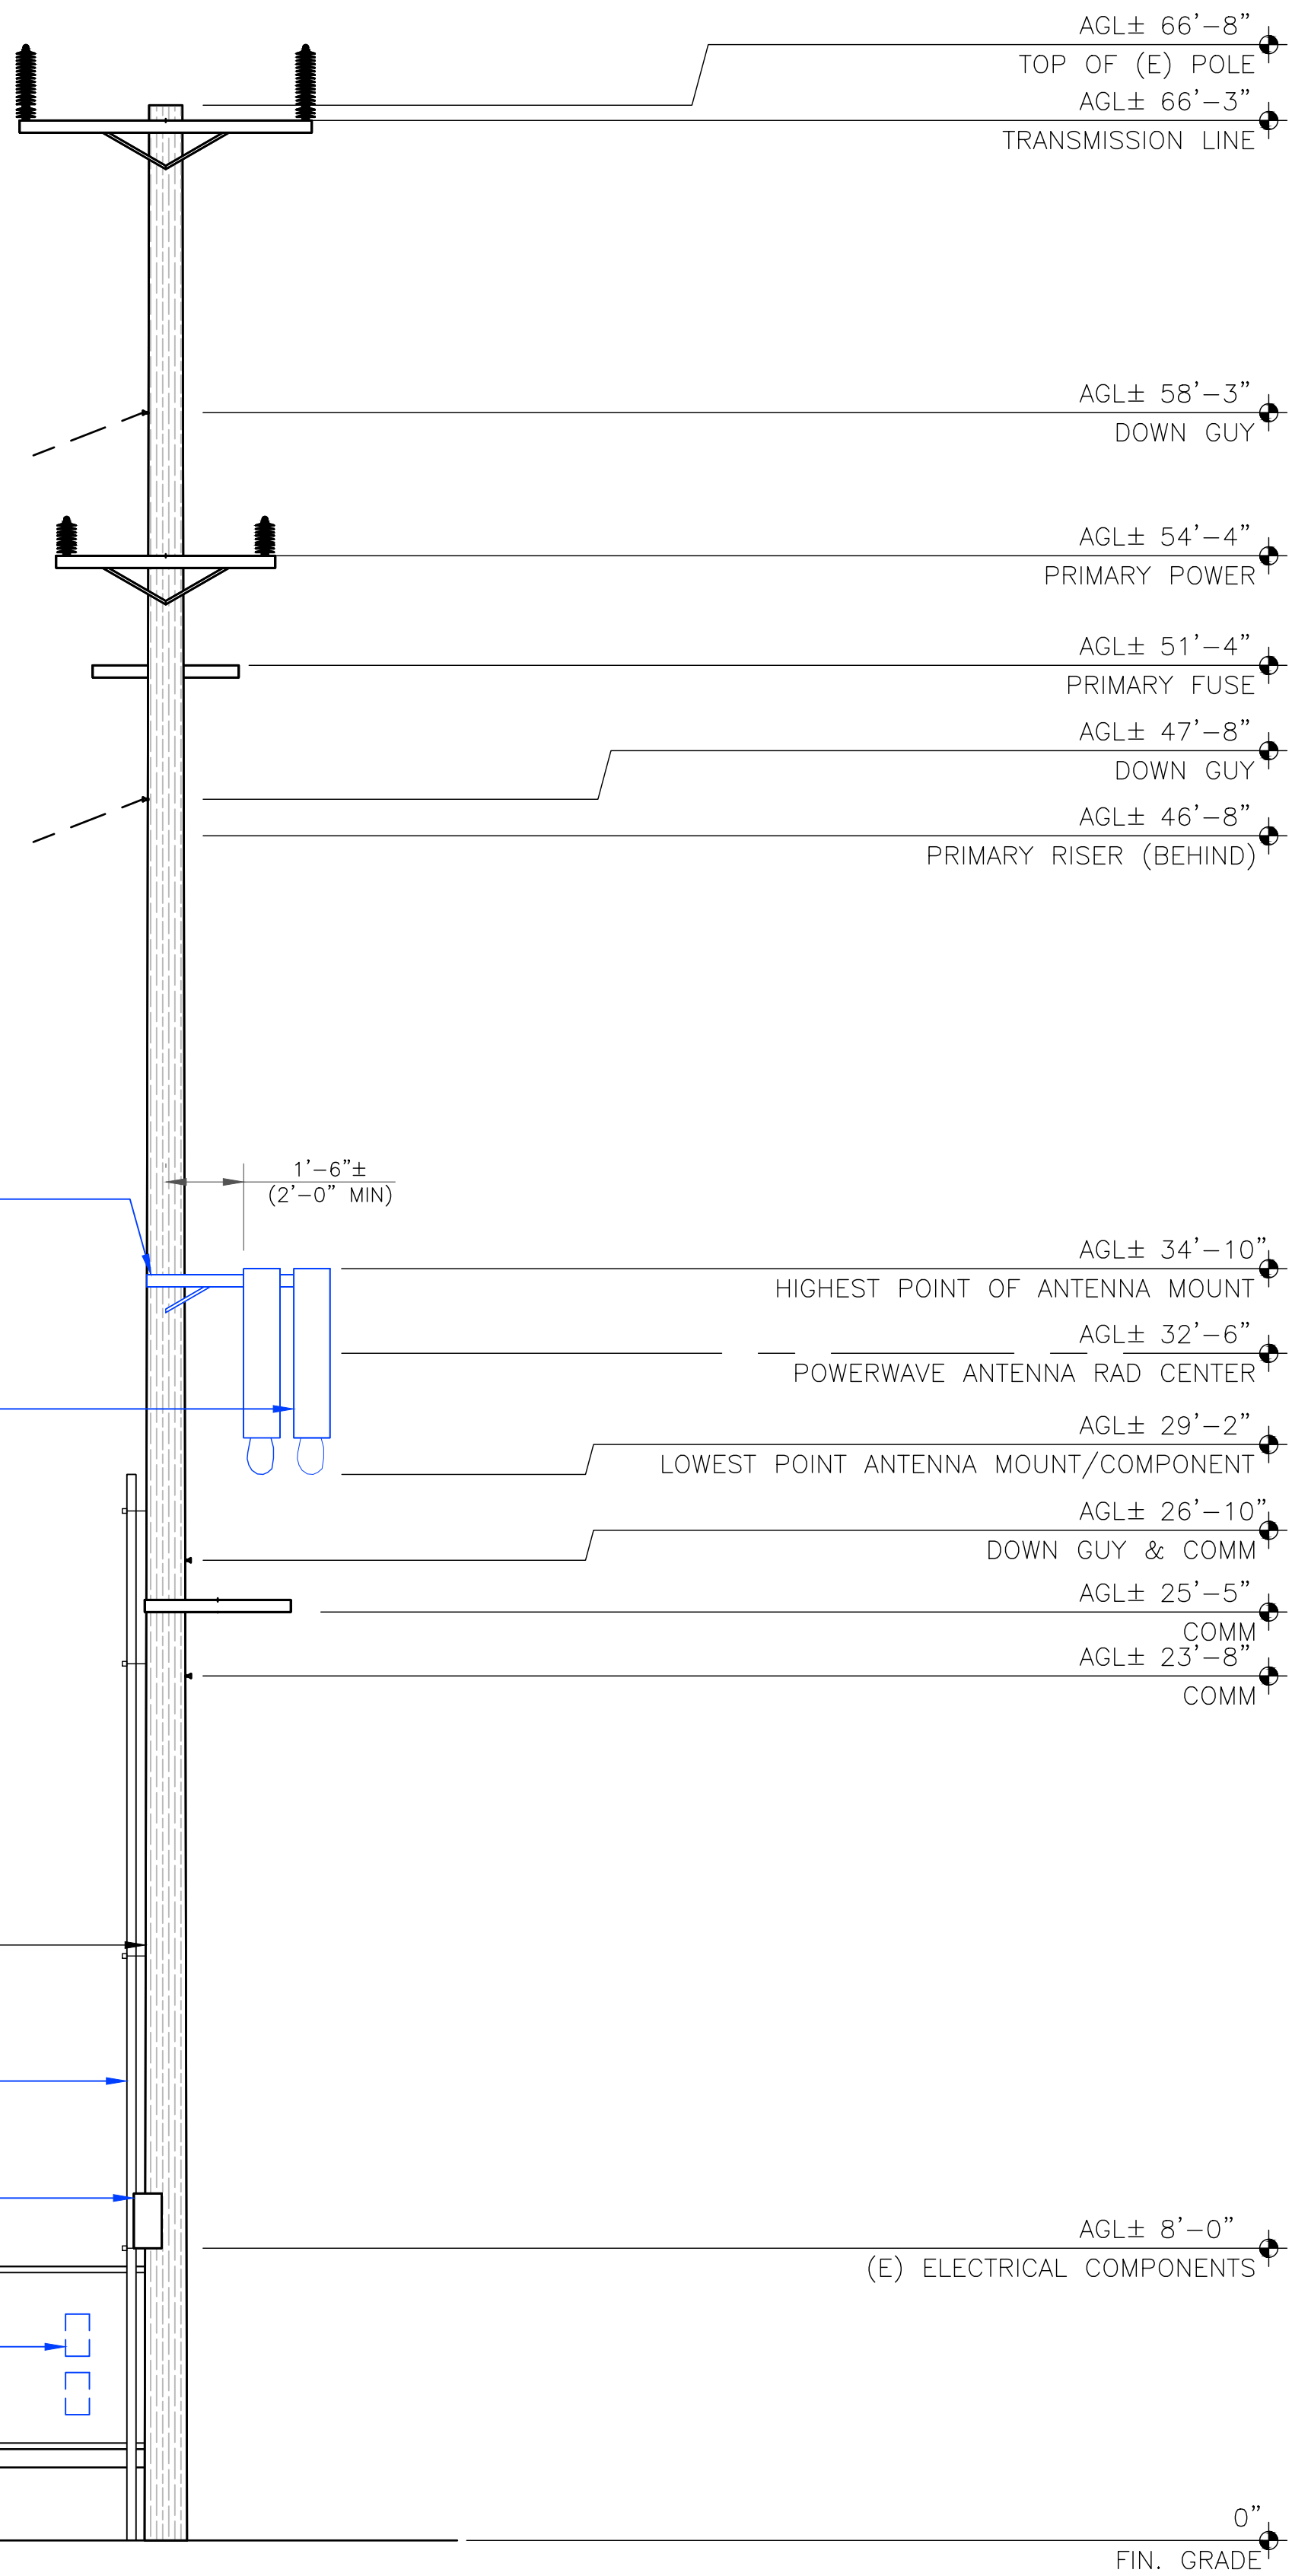 AGL± 66'-8"
TOP OF (E) POLE
AGL± 66'-3"
TRANSMISSION LINE
AGL± 58'-3"
DOWN GUY
AGL± 54'-4"
PRIMARY POWER
AGL± 51'-4"
PRIMARY FUSE
AGL± 47'-8"
DOWN GUY
AGL± 46'-8"
PRIMARY RISER (BEHIND)
1'-6"±
(2'-0" MIN)
AGL± 34'-10"
HIGHEST POINT OF ANTENNA MOUNT
AGL± 32'-6"
POWERWAVE ANTENNA RAD CENTER
AGL± 29'-2"
LOWEST POINT ANTENNA MOUNT/COMPONENT
AGL± 26'-10"
DOWN GUY & COMM
AGL± 25'-5"
COMM
AGL± 23'-8"
COMM
AGL± 8'-0"
(E) ELECTRICAL COMPONENTS
0"
FIN. GRADE